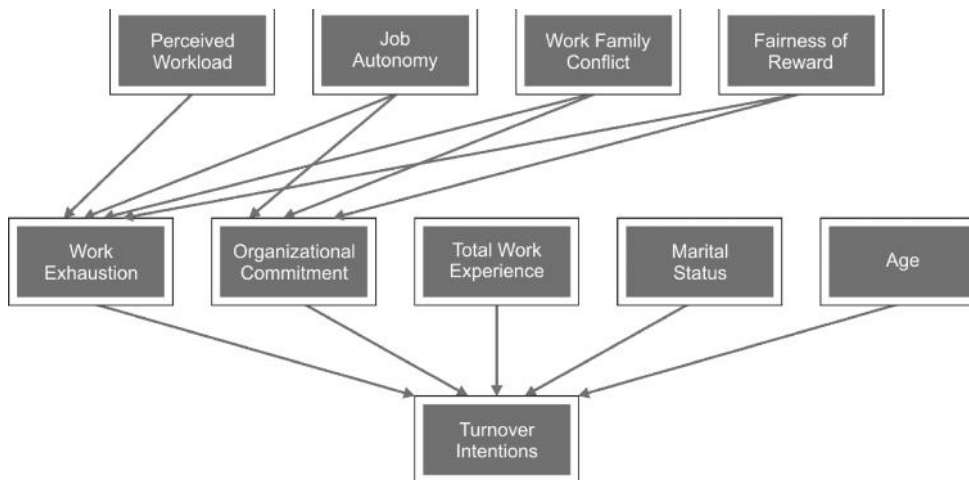 Perceived
Workload
Job
Autonomy
Work Family
Conflict
Fairness of
Reward
Work
Exhaustion
Organizational
Commitment
Total Work
Experience
Marital
Status
Age
Turnover
Intentions